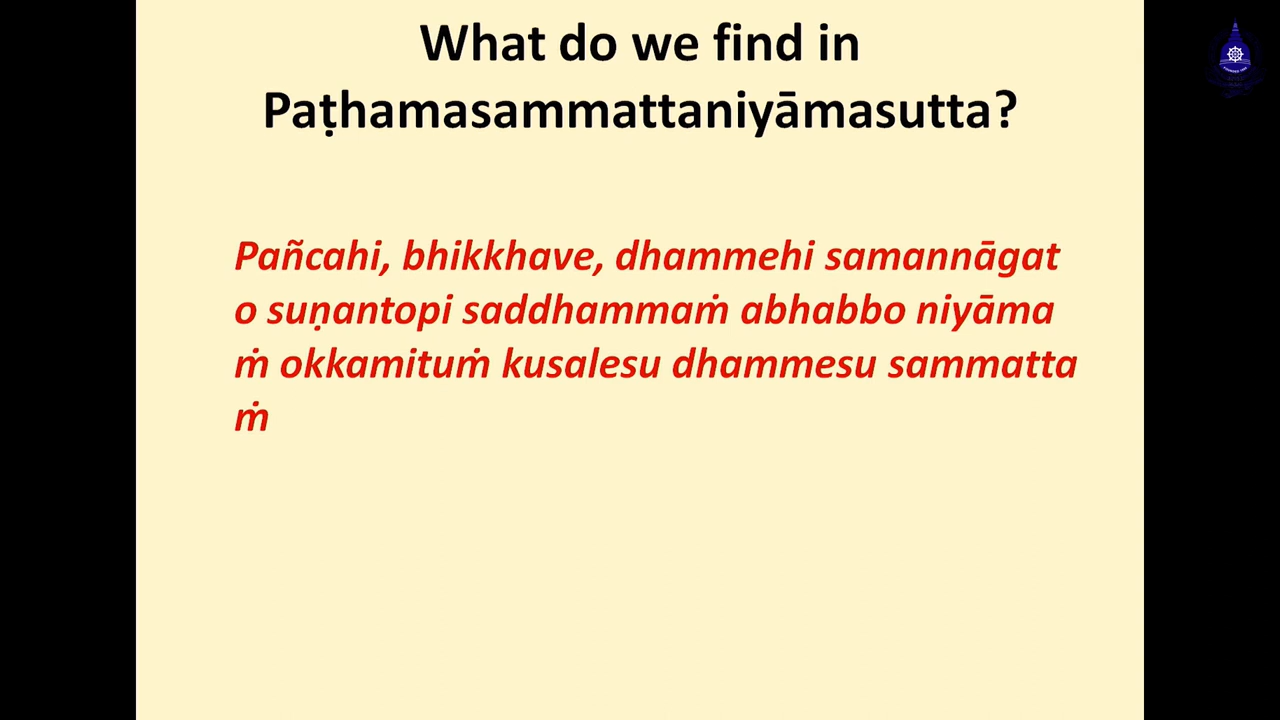 What do we find in
Paṭhamasammattaniyāmasutta?
Pañcahi, bhikkhave, dhammehi samannāgat
o suṇantopi saddhammaṁ abhabbo niyāma
ṁ okkamituṁ kusalesu dhammesu sammatta
ṁ